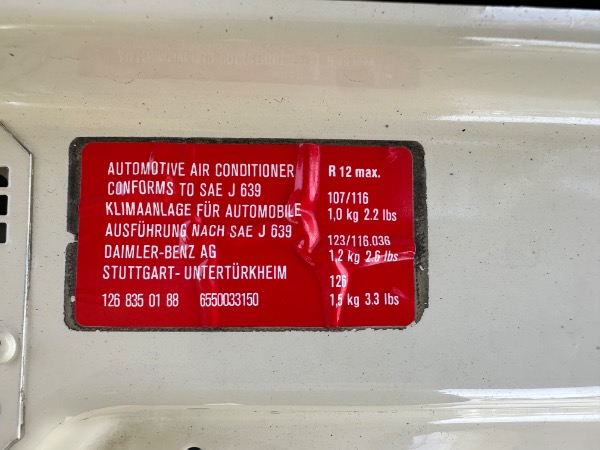 AUTOMOTIVE AIR CONDITIONER
CONFORMS TO SAE J 639
KLIMAANLAGE FÜR AUTOMOBILE
AUSFÜHRUNG NACH SAE J 639
DAIMLER-BENZ AG
STUTTGART- UNTERTÜRKHEIM
126 835 01 88 6550033150
R 12 max.
107/116
1,0 kg 2.2 lbs
123/116.036
1,2 kg 2.6 lbs
126
1,5 kg 3.3 lbs